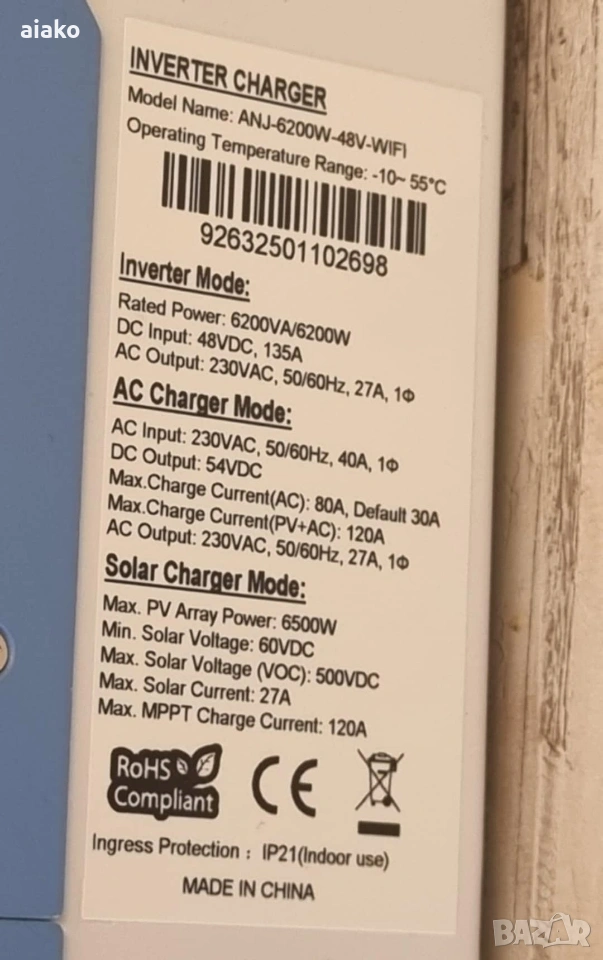 aiako
INVERTER CHARGER
Model Name: ANJ-6200W-48V-WIFI
Operating Temperature Range: -10~ 55°C
92632501102698
Inverter Mode:
Rated Power: 6200VA/6200W
DC Input: 48VDC, 135A
AC Output: 230VAC, 50/60Hz, 27A, 1Φ
AC Charger Mode:
AC Input: 230VAC, 50/60Hz, 40A, 1Φ
DC Output: 54VDC
Max.Charge Current(AC): 80A, Default 30A
Max.Charge Current(PV+AC): 120A
AC Output: 230VAC, 50/60Hz, 27A, 1Φ
Solar Charger Mode:
Max. PV Array Power: 6500W
Min. Solar Voltage: 60VDC
Max. Solar Voltage (VOC): 500VDC
Max. Solar Current: 27A
Max. MPPT Charge Current: 120A
RoHS
Compliant
CE
Ingress Protection : IP21(Indoor use)
MADE IN CHINA
BAZAR